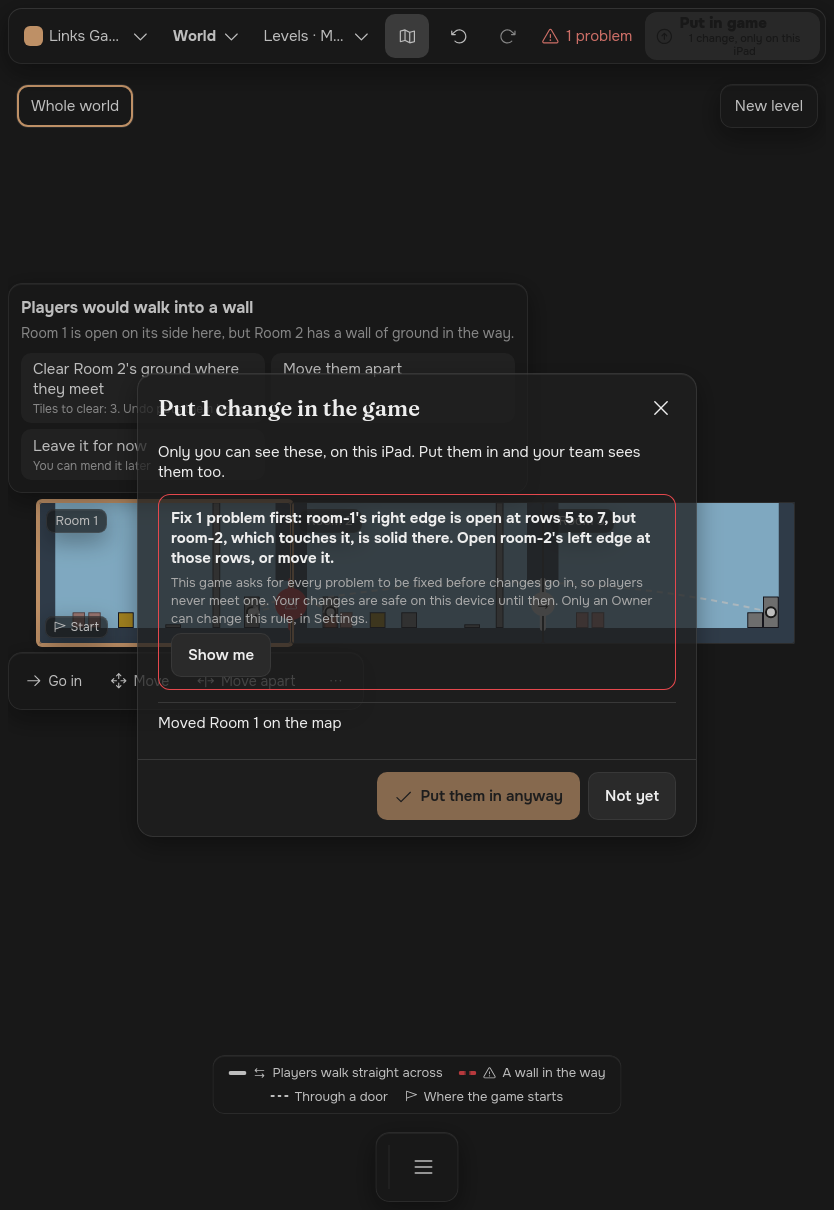 Links Ga...
World
Levels · M...
1 problem
Put in game
1 change, only on this
iPad
Whole world
New level
Players would walk into a wall
Room 1 is open on its side here, but Room 2 has a wall of ground in the way.
Clear Room 2's ground where
they meet
Tiles to clear: 3. Undo
Move them apart
Leave it for now
You can mend it later
Put 1 change in the game
Only you can see these, on this iPad. Put them in and your team sees
them too.
Fix 1 problem first: room-1's right edge is open at rows 5 to 7, but
room-2, which touches it, is solid there. Open room-2's left edge at
those rows, or move it.
This game asks for every problem to be fixed before changes go in, so players
never meet one. Your changes are safe on this device until then. Only an Owner
can change this rule, in Settings.
Show me
Moved Room 1 on the map
Put them in anyway
Not yet
Room 1
Start
Go in
Move
Move apart
...
Players walk straight across
A wall in the way
Through a door
Where the game starts